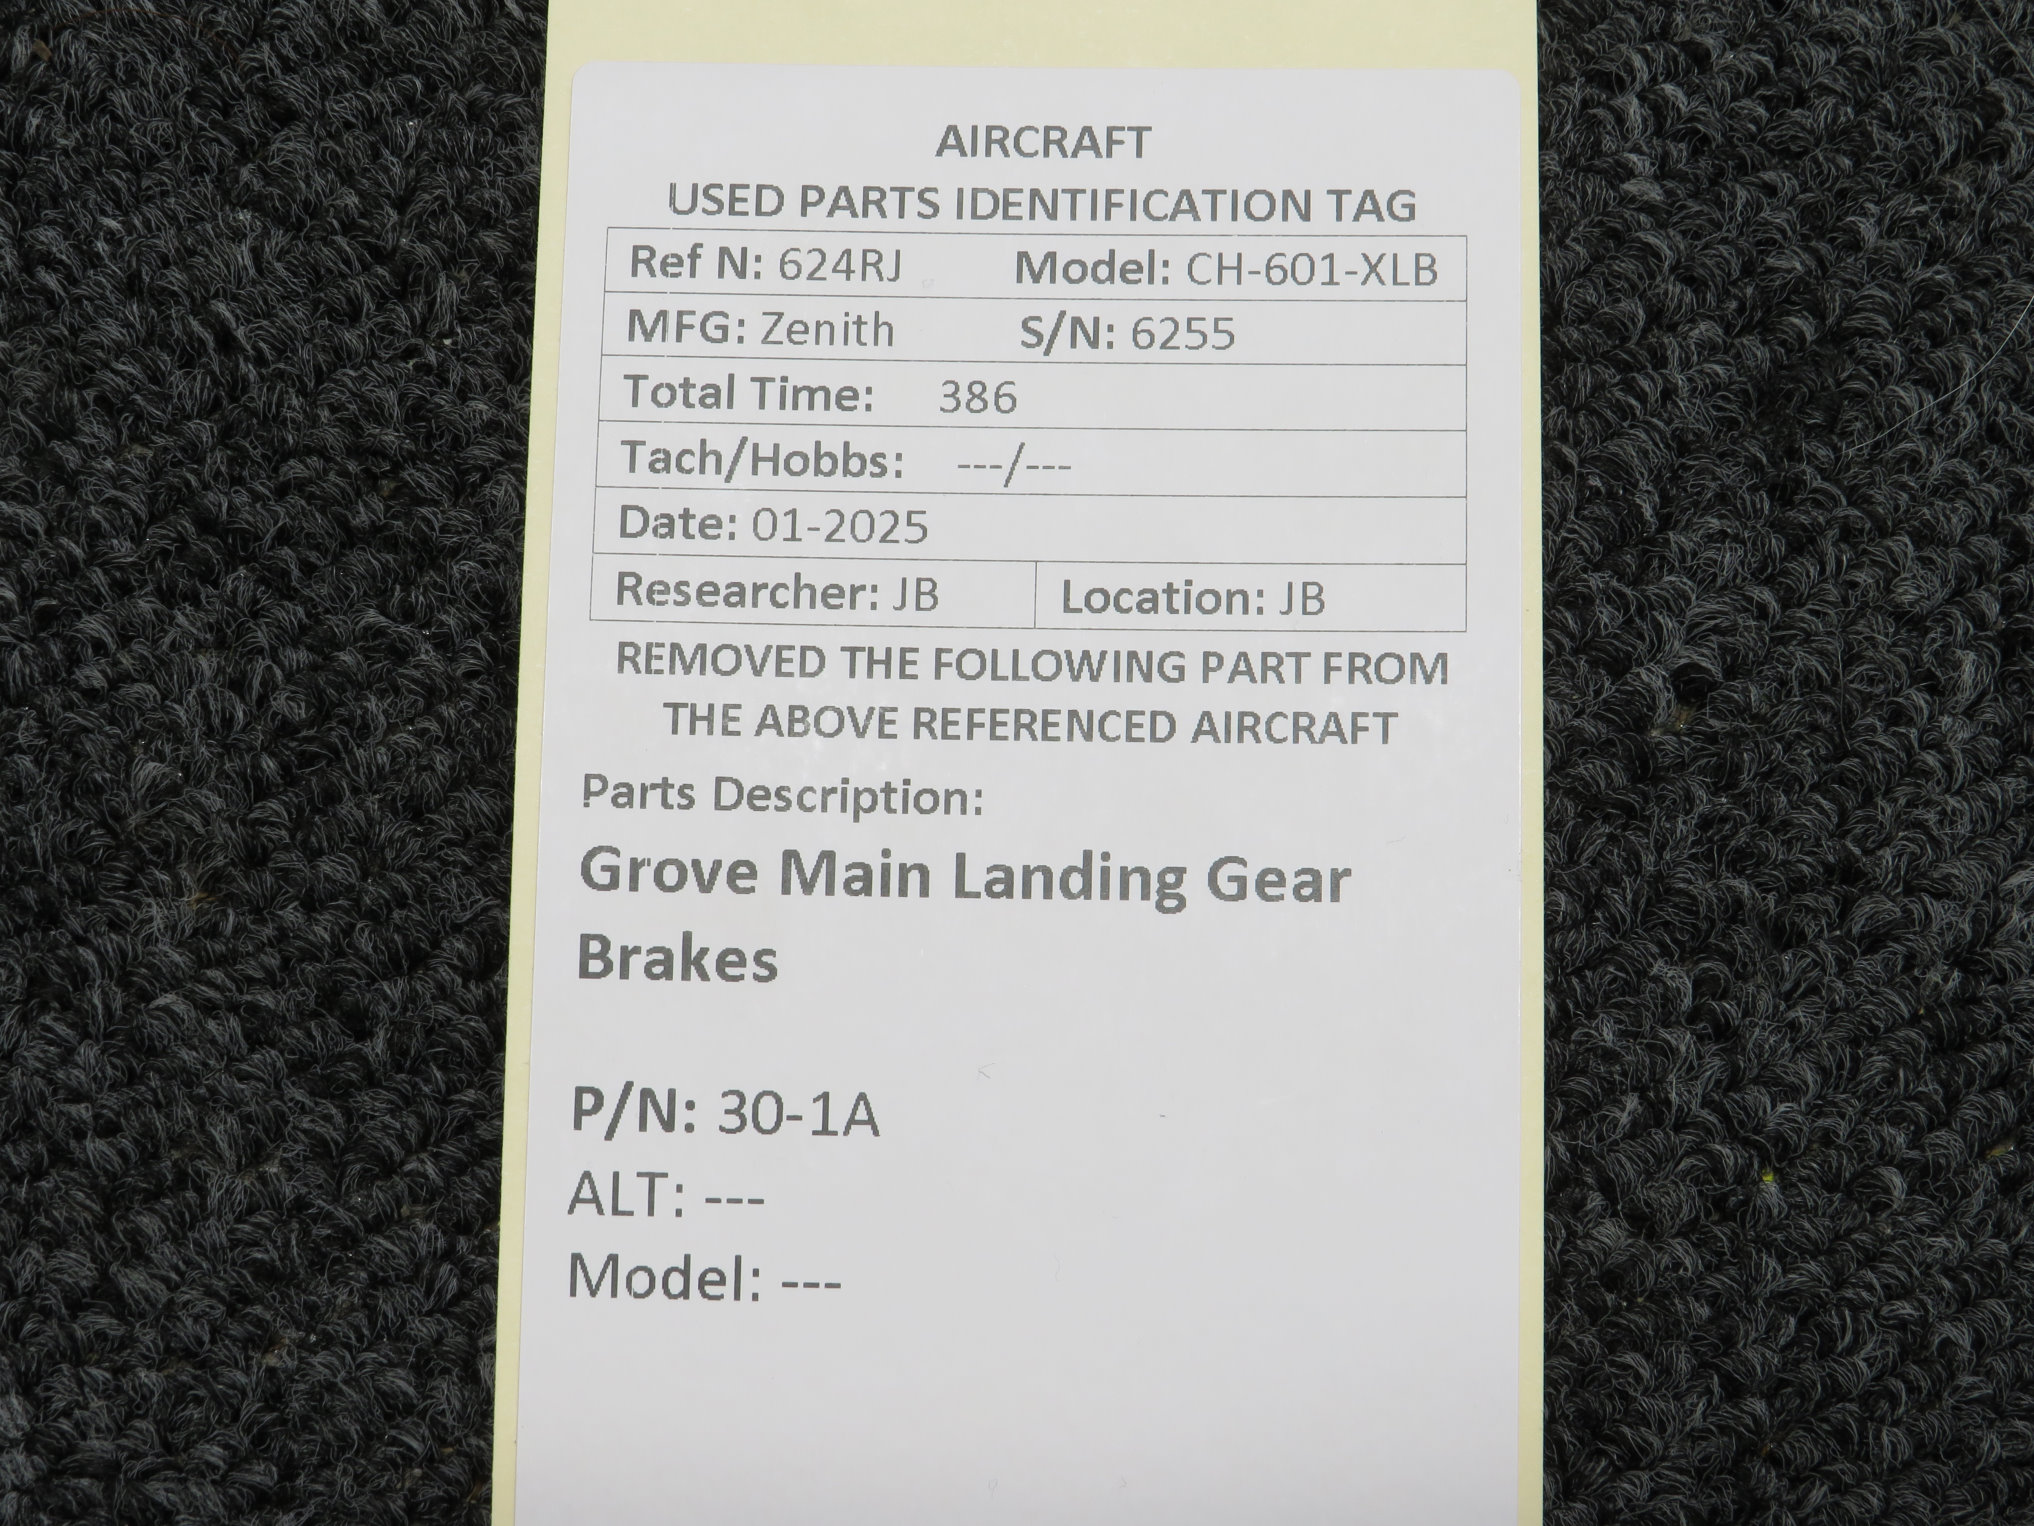 AIRCRAFT
USED PARTS IDENTIFICATION TAG
Ref N: 624RJ Model: CH-601-XLB
MFG: Zenith S/N: 6255
Total Time: 386
Tach/Hobbs: ---/---
Date: 01-2025
Researcher: JB Location: JB
REMOVED THE FOLLOWING PART FROM
THE ABOVE REFERENCED AIRCRAFT
Parts Description:
Grove Main Landing Gear
Brakes
P/N: 30-1A
ALT: ---
Model: ---